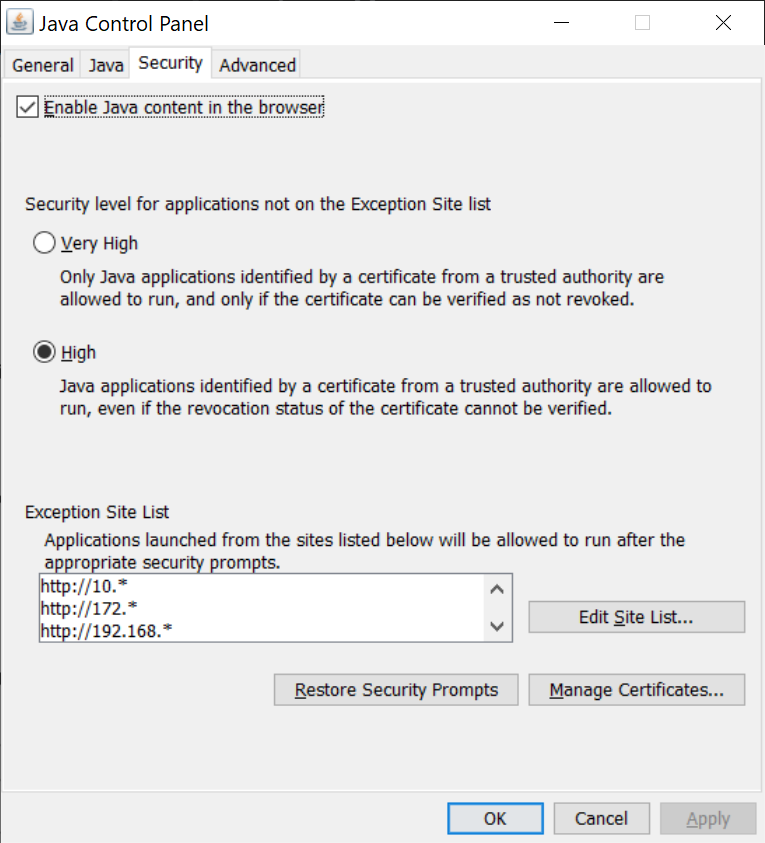 Java Control Panel
General Java Security Advanced
Enable Java content in the browser
Security level for applications not on the Exception Site list
Very High
Only Java applications identified by a certificate from a trusted authority are
allowed to run, and only if the certificate can be verified as not revoked.
High
Java applications identified by a certificate from a trusted authority are allowed to
run, even if the revocation status of the certificate cannot be verified.
Exception Site List
Applications launched from the sites listed below will be allowed to run after the
appropriate security prompts.
http://10.*
http://172.*
http://192.168.*
Edit Site List...
Restore Security Prompts Manage Certificates...
OK Cancel Apply